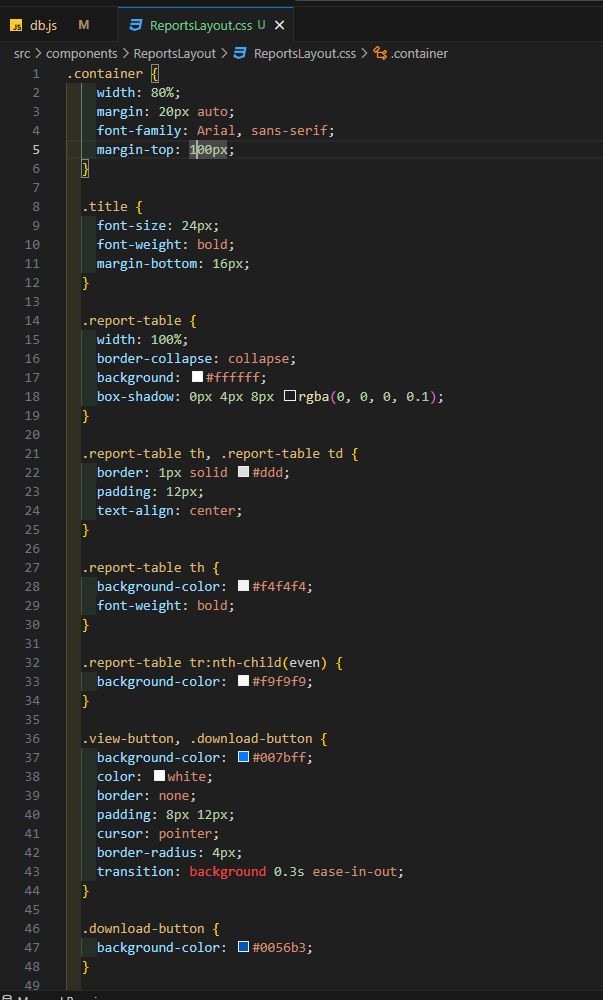 JS db.js M ReportsLayout.css U ×
src > components > ReportsLayout > ReportsLayout.css > .container
1 .container {
2 width: 80%;
3 margin: 20px auto;
4 font-family: Arial, sans-serif;
5 margin-top: 100px;
6 }
7
8 .title {
9 font-size: 24px;
10 font-weight: bold;
11 margin-bottom: 16px;
12 }
13
14 .report-table {
15 width: 100%;
16 border-collapse: collapse;
17 background: #ffffff;
18 box-shadow: 0px 4px 8px rgba(0, 0, 0, 0.1);
19 }
20
21 .report-table th, .report-table td {
22 border: 1px solid #ddd;
23 padding: 12px;
24 text-align: center;
25 }
26
27 .report-table th {
28 background-color: #f4f4f4;
29 font-weight: bold;
30 }
31
32 .report-table tr:nth-child(even) {
33 background-color: #f9f9f9;
34 }
35
36 .view-button, .download-button {
37 background-color: #007bff;
38 color: white;
39 border: none;
40 padding: 8px 12px;
41 cursor: pointer;
42 border-radius: 4px;
43 transition: background 0.3s ease-in-out;
44 }
45
46 .download-button {
47 background-color: #0056b3;
48 }
49